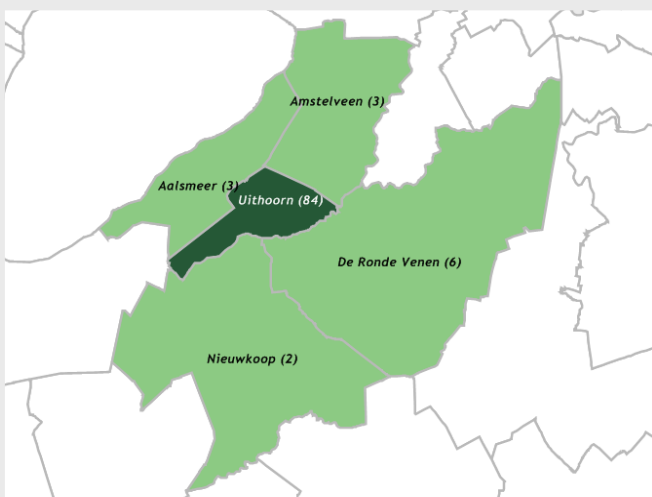 Amstelveen (3)
Aalsmeer (3)
Uithoorn (84)
De Ronde Venen (6)
Nieuwkoop (2)